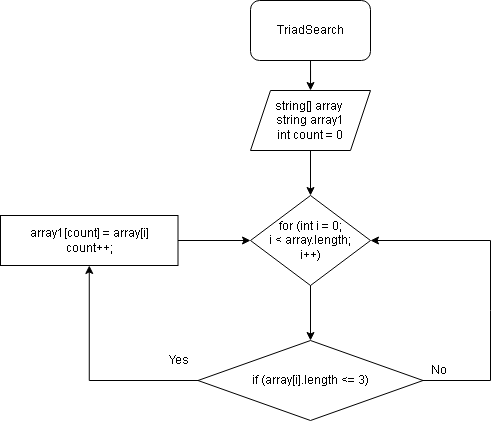 TriadSearch
string[] array
string array1
int count = 0
for (int i = 0;
i < array.length;
i++)
array1[count] = array[i]
count++;
if (array[i].length <= 3)
Yes
No